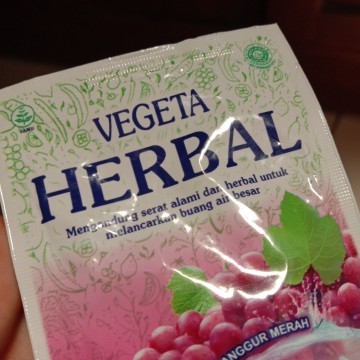 VEGETA
HERBAL
Mengandung serat alami dan herbal untuk
melancarkan buang air besar
ANGGUR MERAH